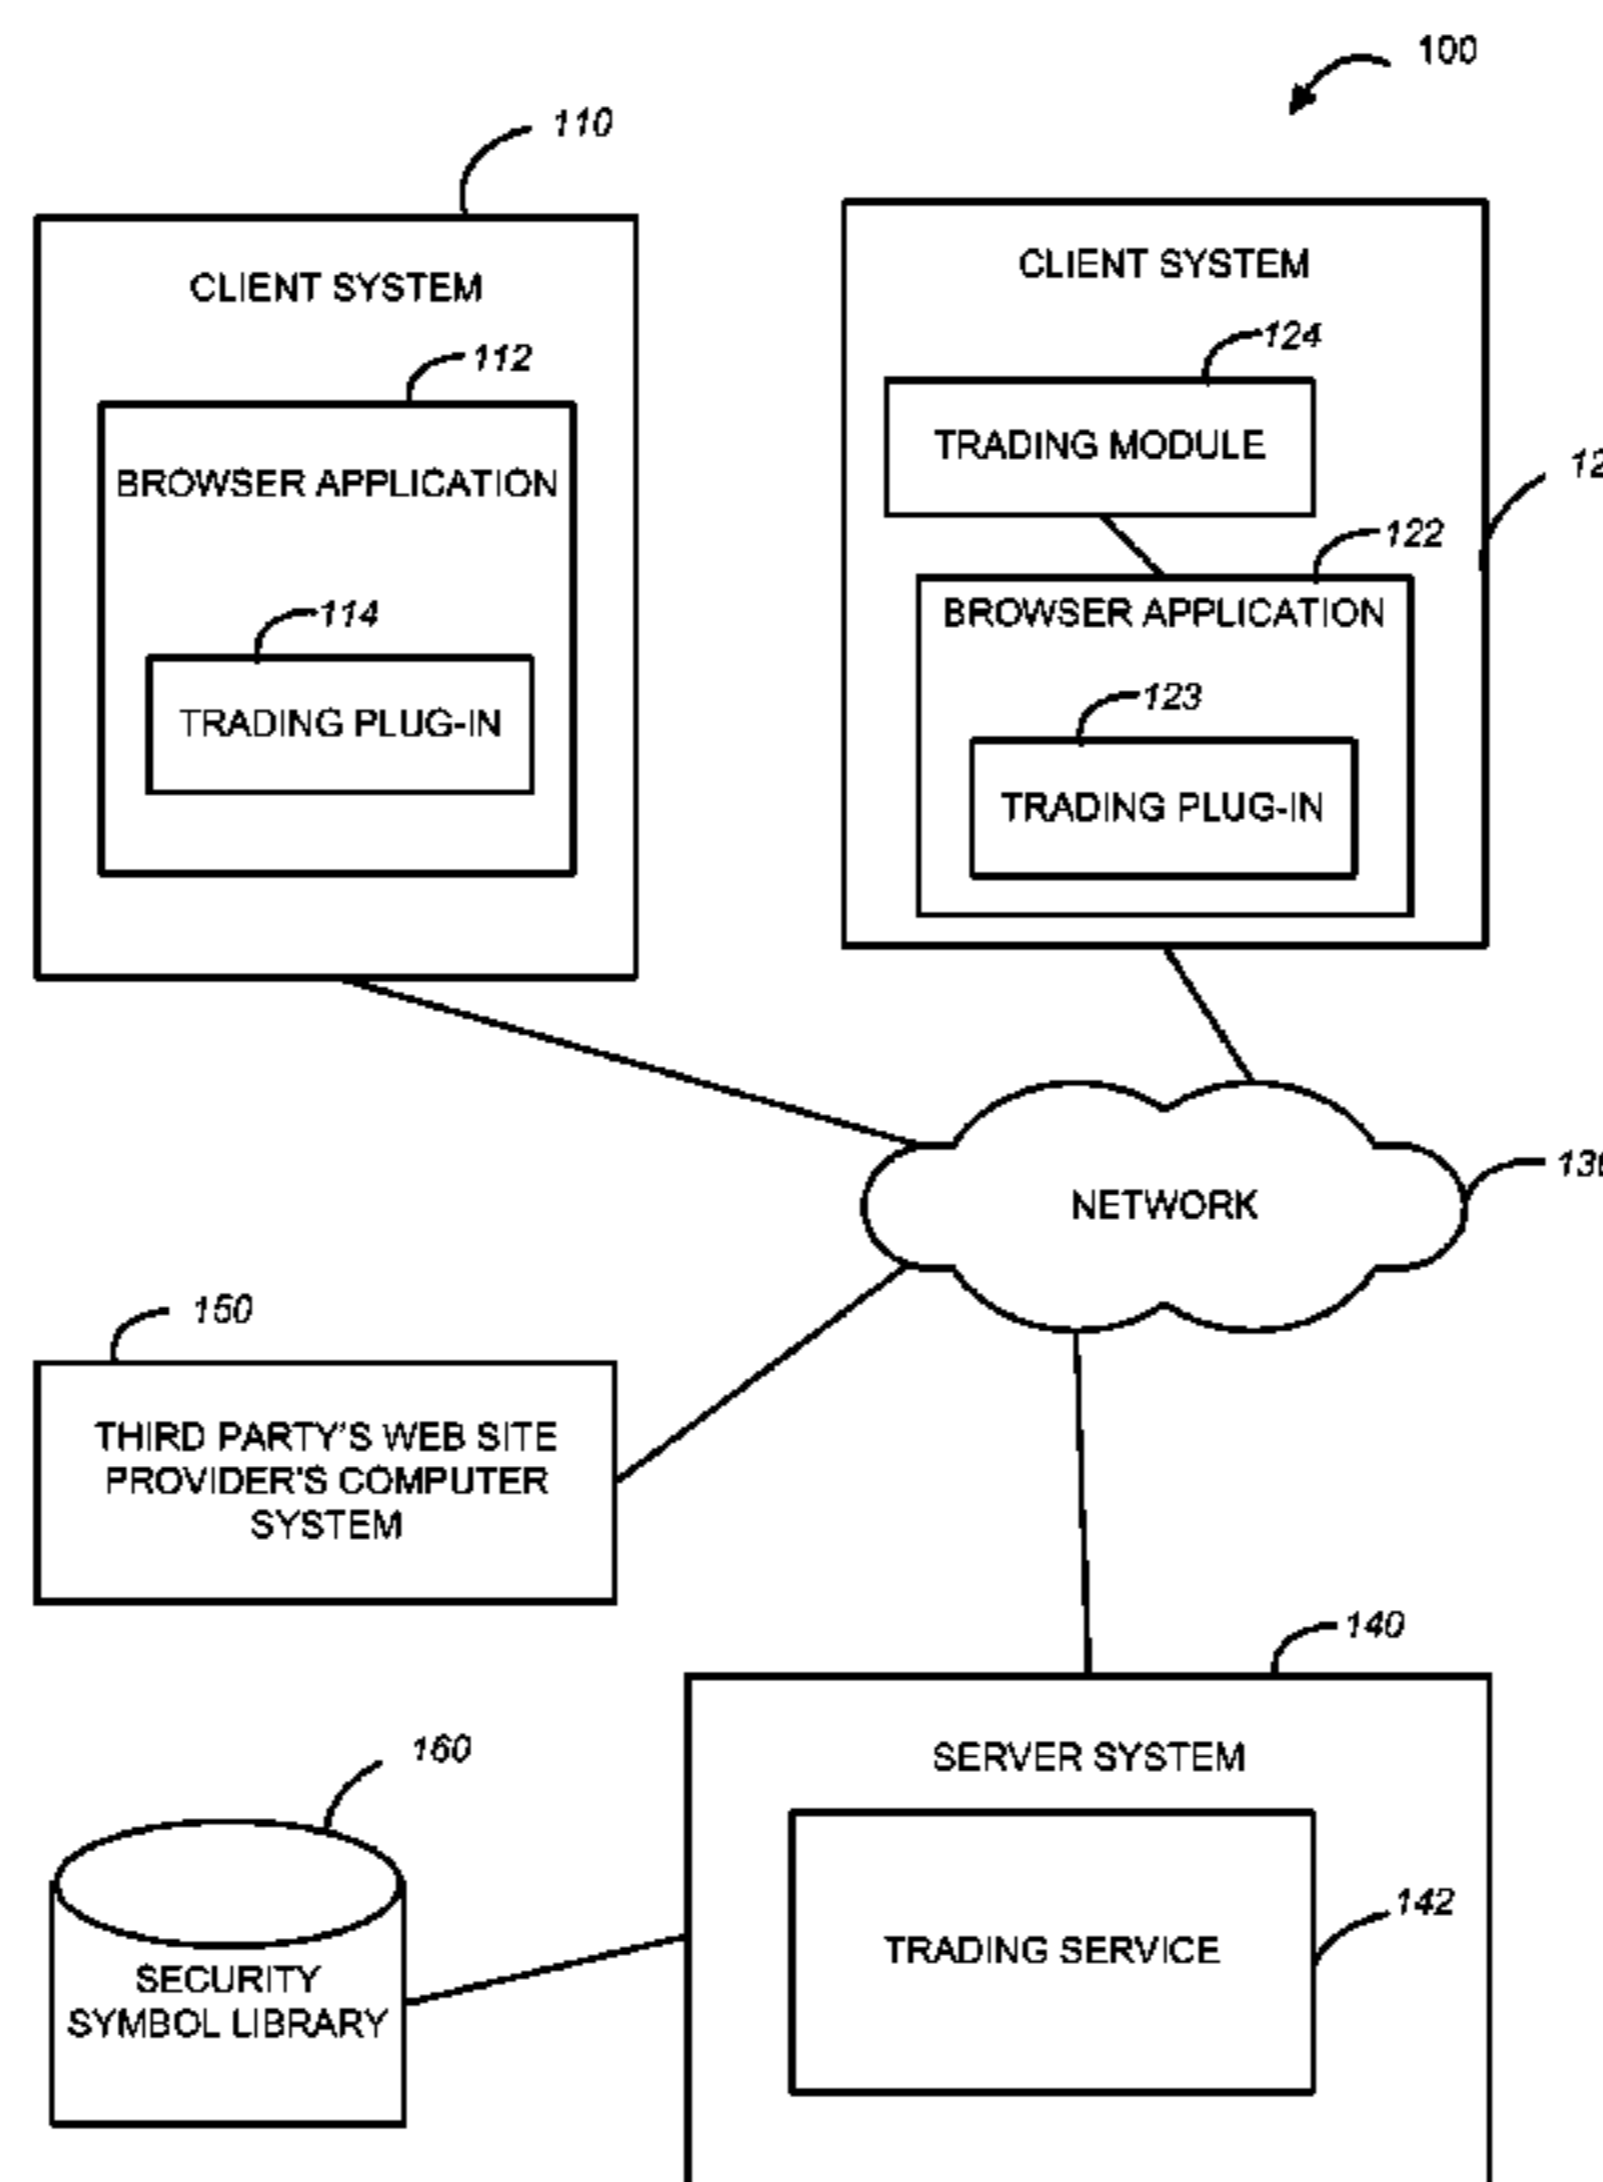 100
110
CLIENT SYSTEM
112
BROWSER APPLICATION
114
TRADING PLUG-IN
CLIENT SYSTEM
124
TRADING MODULE
12
122
BROWSER APPLICATION
123
TRADING PLUG-IN
NETWORK
150
THIRD PARTY'S WEB SITE
PROVIDER'S COMPUTER
SYSTEM
140
SERVER SYSTEM
160
SECURITY
SYMBOL LIBRARY
TRADING SERVICE
142